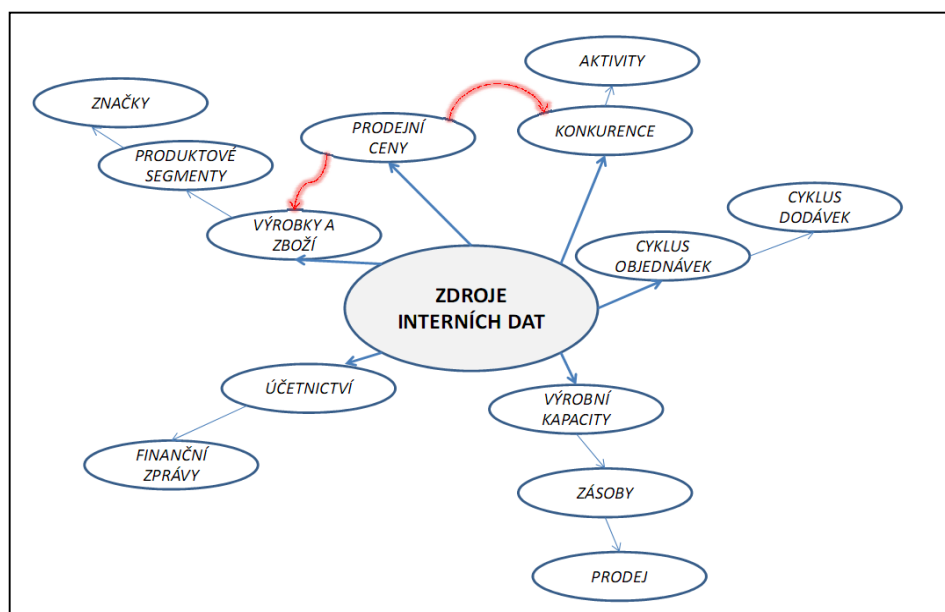 AKTIVITY
ZNAČKY
PRODEJNÍ
CENY
KONKURENCE
PRODUKTOVÉ
SEGMENTY
CYKLUS
DODÁVEK
VÝROBKY A
ZBOŽÍ
CYKLUS
OBJEDNÁVEK
ZDROJE
INTERNÍCH DAT
ÚČETNICTVÍ
VÝROBNÍ
KAPACITY
FINANČNÍ
ZPRÁVY
ZÁSOBY
PRODEJ